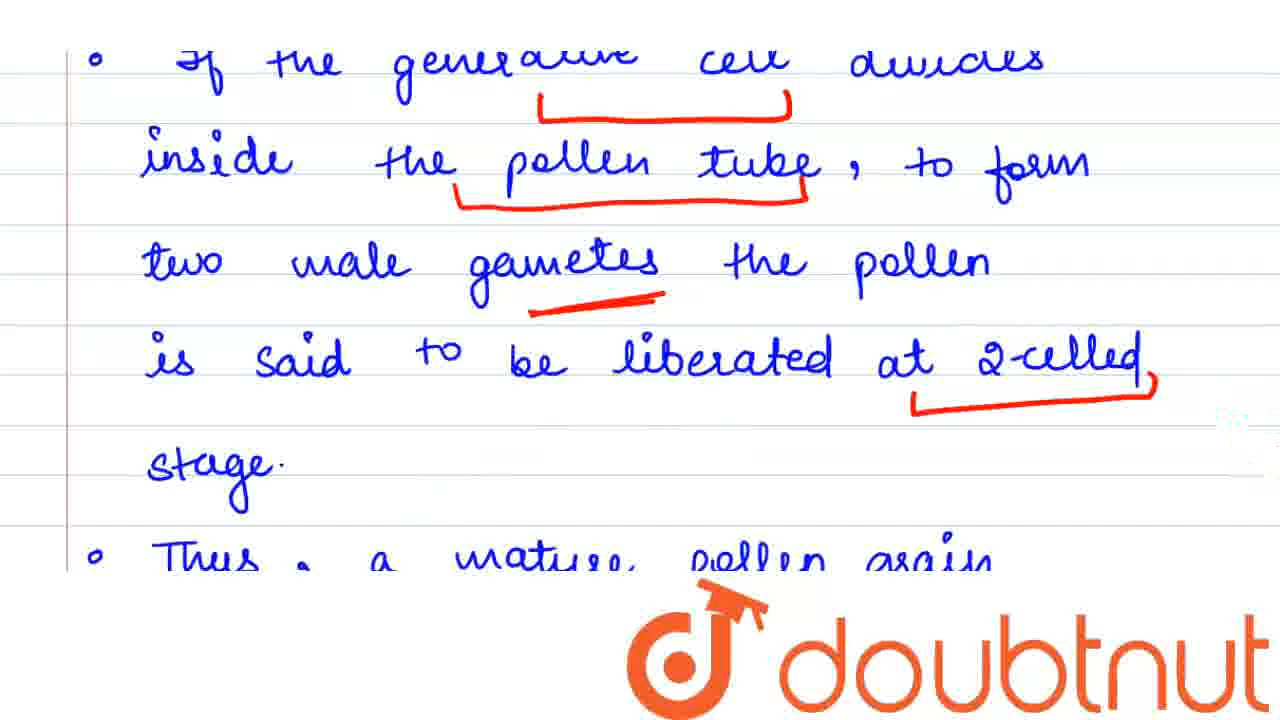 • If the generative cell divides
inside the pollen tube, to form
two male gametes the pollen
is said to be liberated at 2-celled
stage.
• Thus, a mature pollen grain
doubtnut